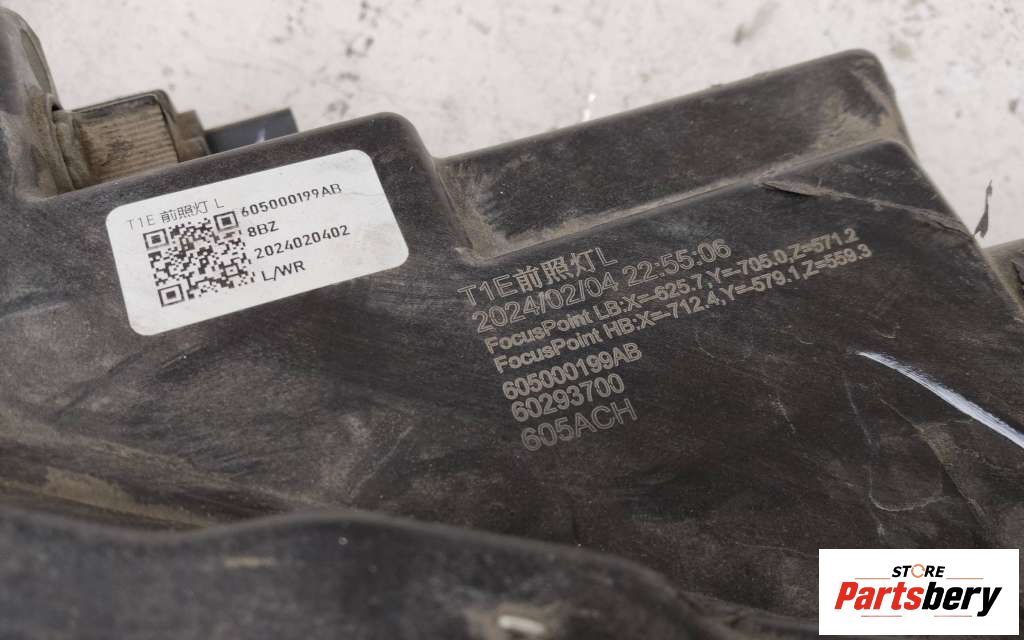 T1E 前照灯 L
605000199AB
8BZ
2024020402
L/WR
T1E前照灯L
2024/02/04 22:55:06
FocusPoint LB:X=-625.7,Y=-705.0,Z=571.2
FocusPoint HB:X=-712.4,Y=-579.1,Z=559.3
605000199AB
60293700
605ACH
STORE
Partsbery